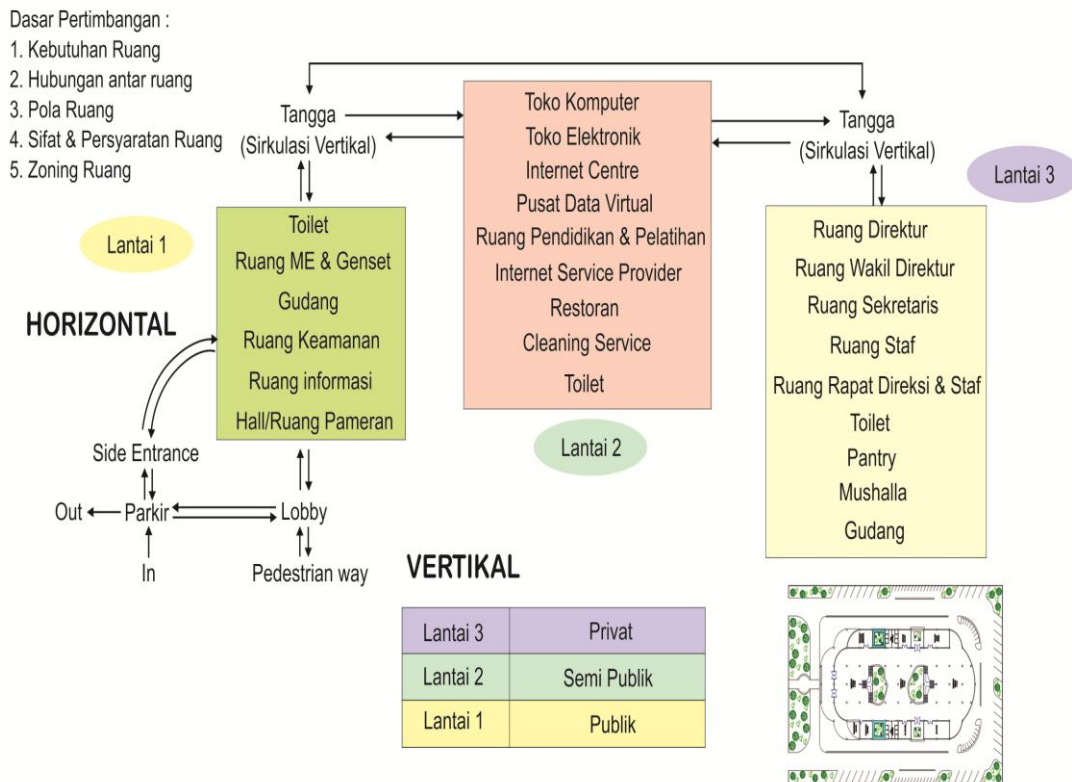 Dasar Pertimbangan :
1. Kebutuhan Ruang
2. Hubungan antar ruang
3. Pola Ruang
4. Sifat & Persyaratan Ruang
5. Zoning Ruang
Tangga
(Sirkulasi Vertikal)
Lantai 1
HORIZONTAL
Toilet
Ruang ME & Genset
Gudang
Ruang Keamanan
Ruang informasi
Hall/Ruang Pameran
Side Entrance
Out
Parkir
Lobby
In
Pedestrian way
Toko Komputer
Toko Elektronik
Internet Centre
Pusat Data Virtual
Ruang Pendidikan & Pelatihan
Internet Service Provider
Restoran
Cleaning Service
Toilet
Lantai 2
Tangga
(Sirkulasi Vertikal)
Lantai 3
Ruang Direktur
Ruang Wakil Direktur
Ruang Sekretaris
Ruang Staf
Ruang Rapat Direksi & Staf
Toilet
Pantry
Mushalla
Gudang
VERTIKAL
Lantai 3 Privat
Lantai 2 Semi Publik
Lantai 1 Publik